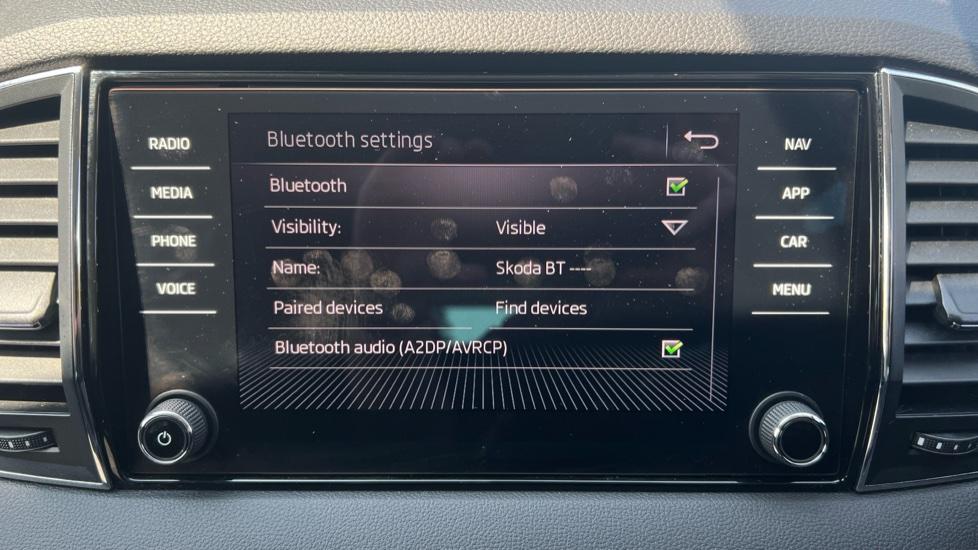 Bluetooth settings
RADIO
MEDIA
PHONE
VOICE
Bluetooth
Visibility: Visible
Name: Skoda BT ----
Paired devices Find devices
Bluetooth audio (A2DP/AVRCP)
NAV
APP
CAR
MENU